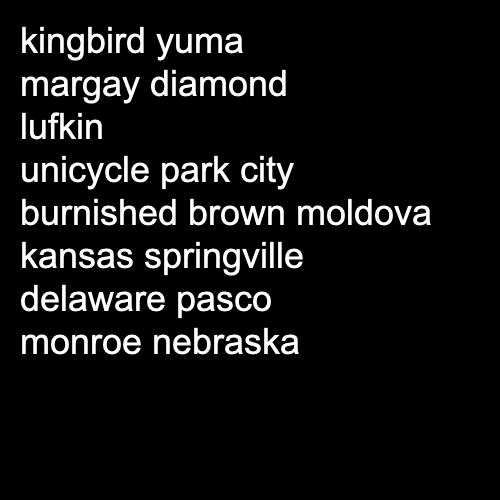 kingbird yuma
margay diamond
lufkin
unicycle park city
burnished brown moldova
kansas springville
delaware pasco
monroe nebraska